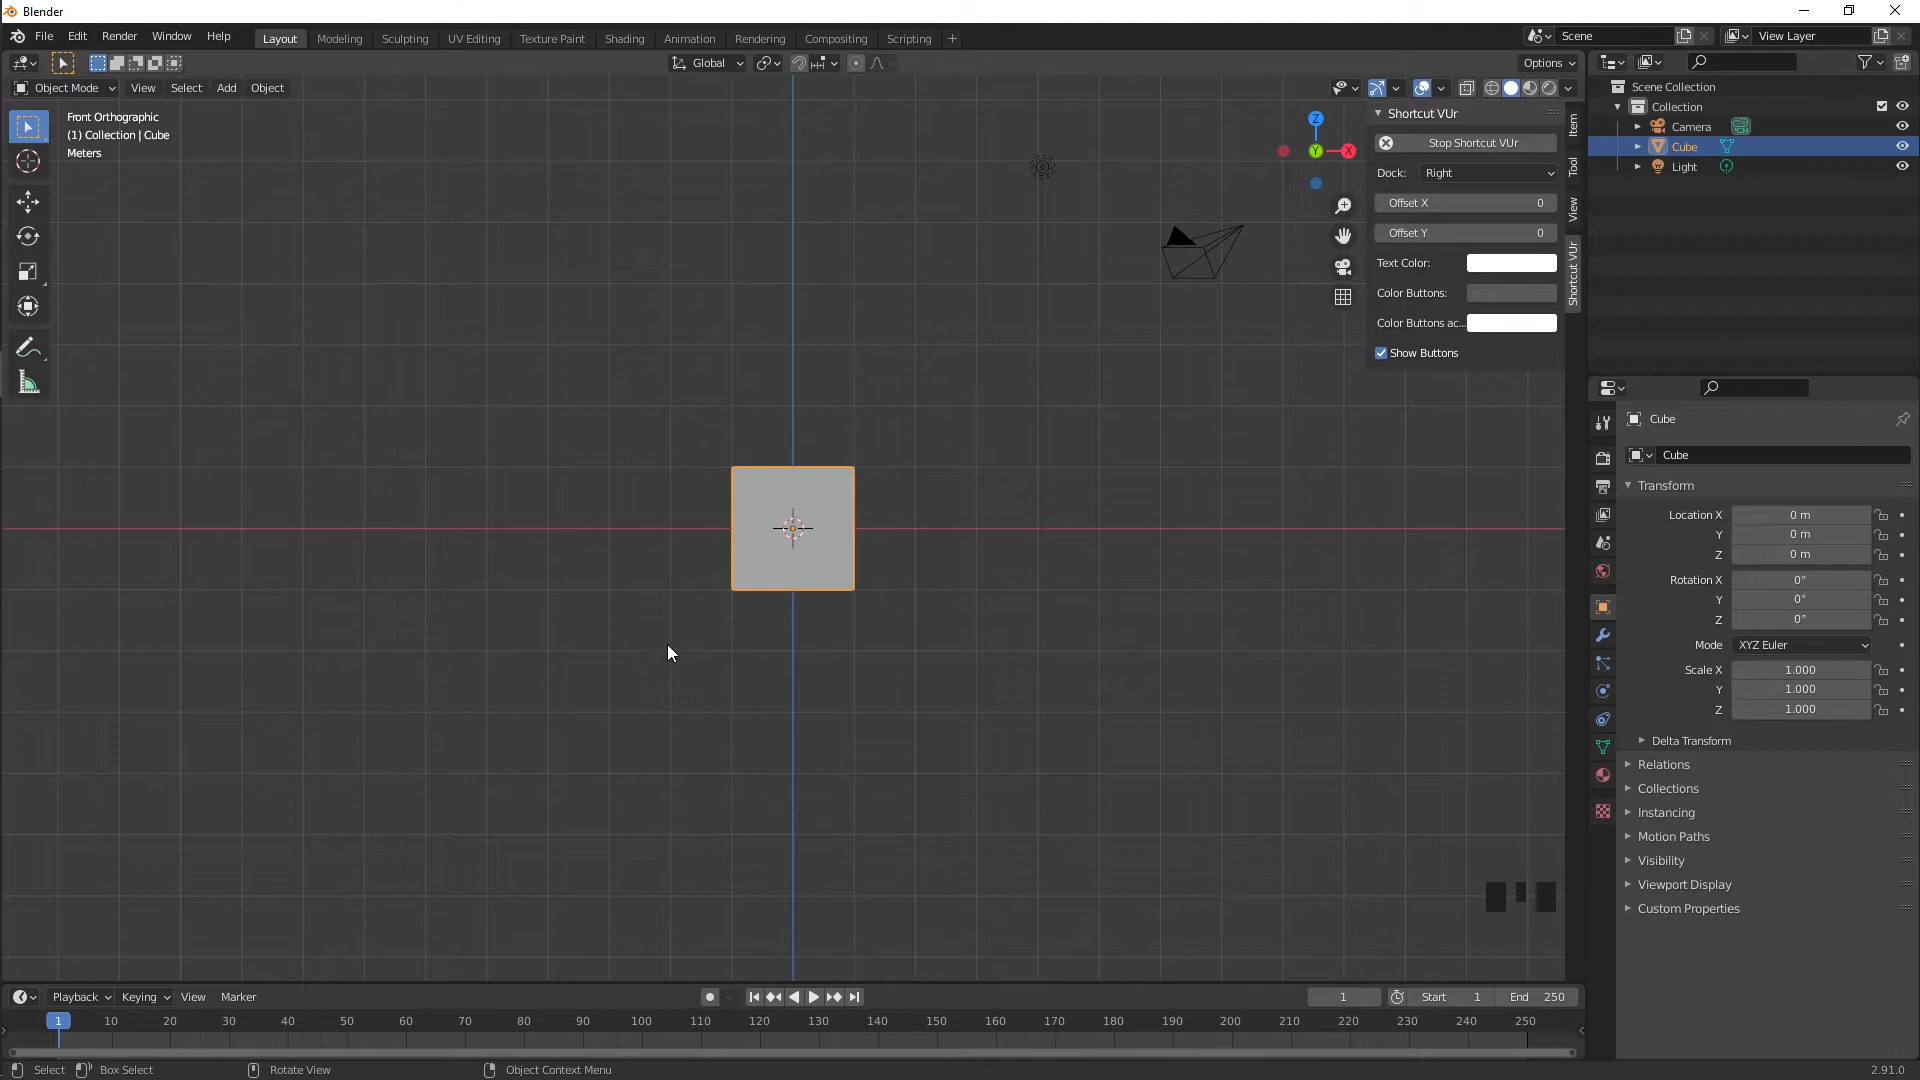 Blender
File Edit Render Window Help
Layout Modeling Sculpting UV Editing Texture Paint Shading Animation Rendering Compositing Scripting +
Scene
View Layer
Global
Options
Object Mode View Select Add Object
Front Orthographic
(1) Collection | Cube
Meters
Z
Y
X
Shortcut VUr
Stop Shortcut VUr
Dock: Right
Offset X 0
Offset Y 0
Text Color:
Color Buttons:
Color Buttons ac...
Show Buttons
Item
Tool
View
Shortcut VUr
Scene Collection
Collection
Camera
Cube
Light
Cube
Cube
Transform
Location X 0 m
Y 0 m
Z 0 m
Rotation X 0°
Y 0°
Z 0°
Mode XYZ Euler
Scale X 1.000
Y 1.000
Z 1.000
Delta Transform
Relations
Collections
Instancing
Motion Paths
Visibility
Viewport Display
Custom Properties
Playback Keying View Marker
1
Start 1
End 250
1 10 20 30 40 50 60 70 80 90 100 110 120 130 140 150 160 170 180 190 200 210 220 230 240 250
Select Box Select Rotate View Object Context Menu
2.91.0